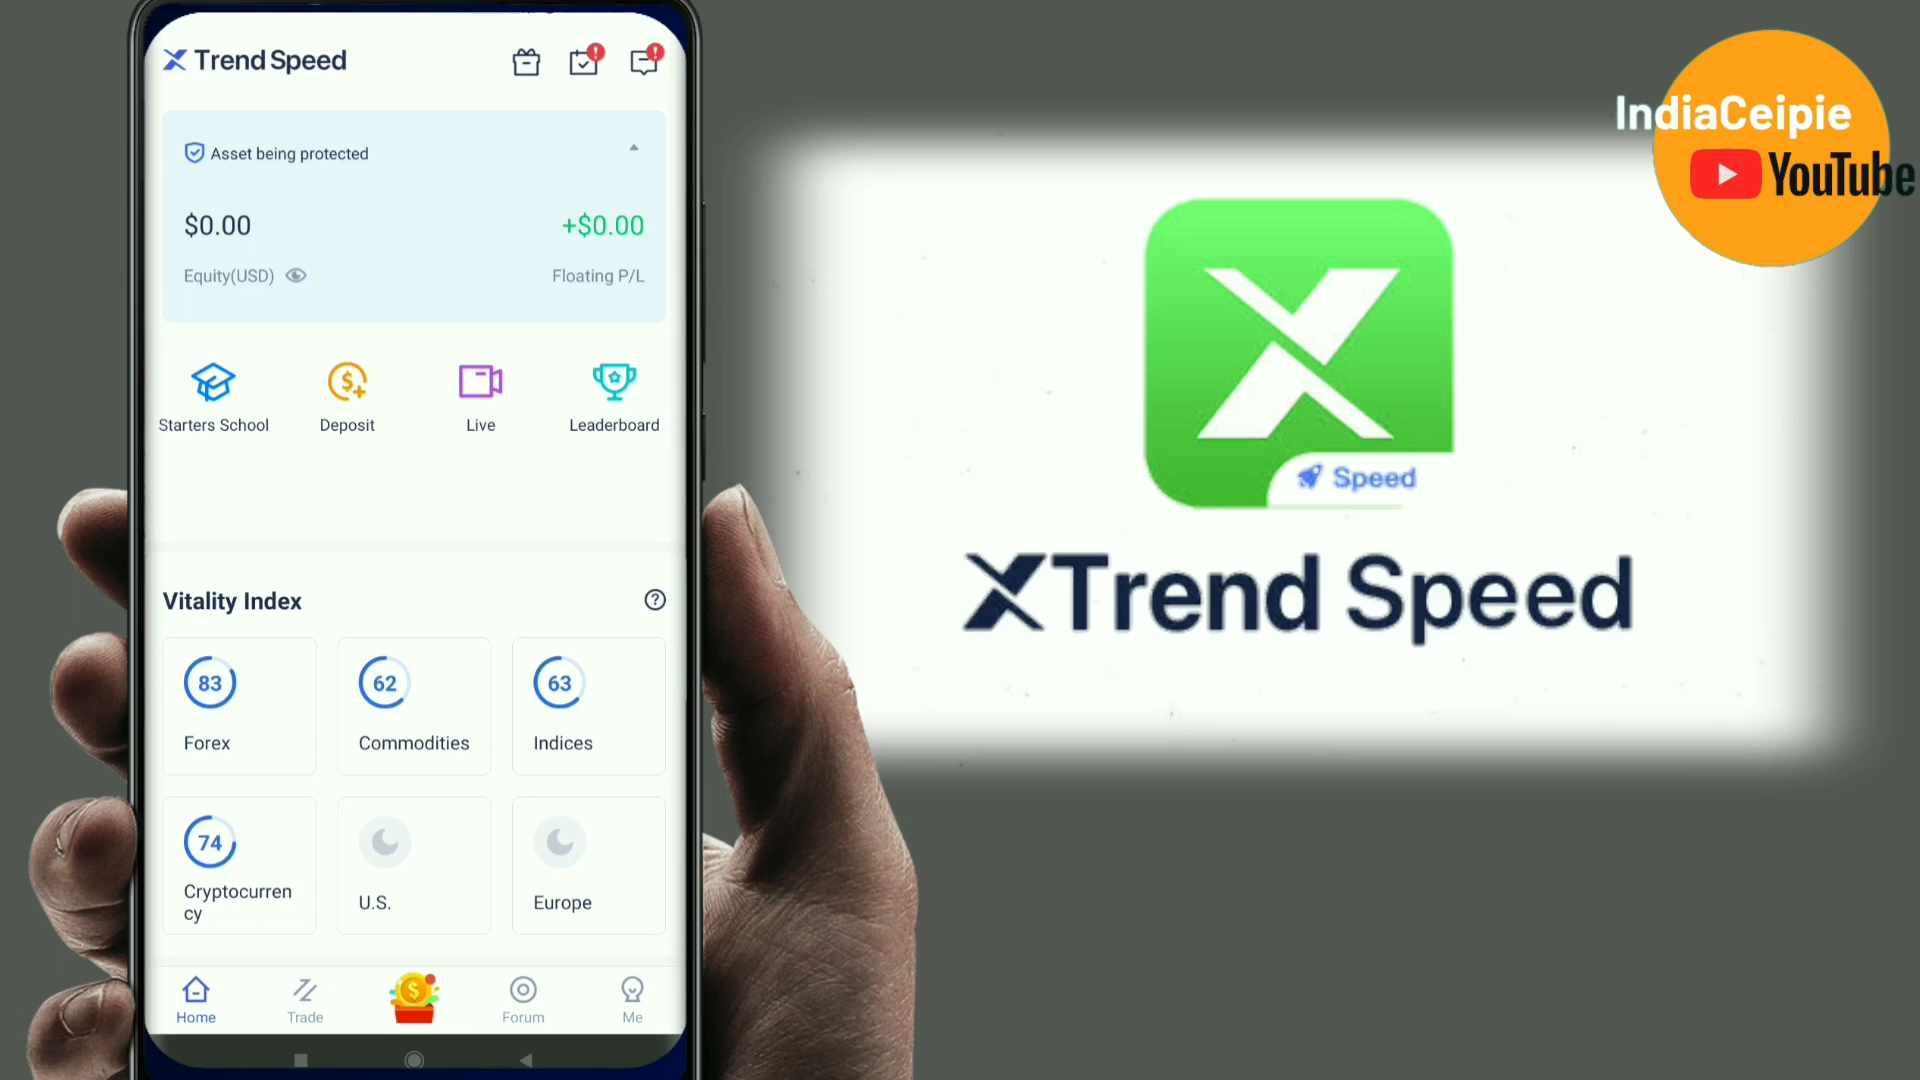 Trend Speed
Asset being protected
$0.00
+$0.00
Equity(USD)
Floating P/L
Starters School
Deposit
Live
Leaderboard
Vitality Index
83
62
63
Forex
Commodities
Indices
74
Cryptocurren
cy
U.S.
Europe
Home
Trade
Forum
Me
Speed
XTrend Speed
IndiaCeipie
YouTube